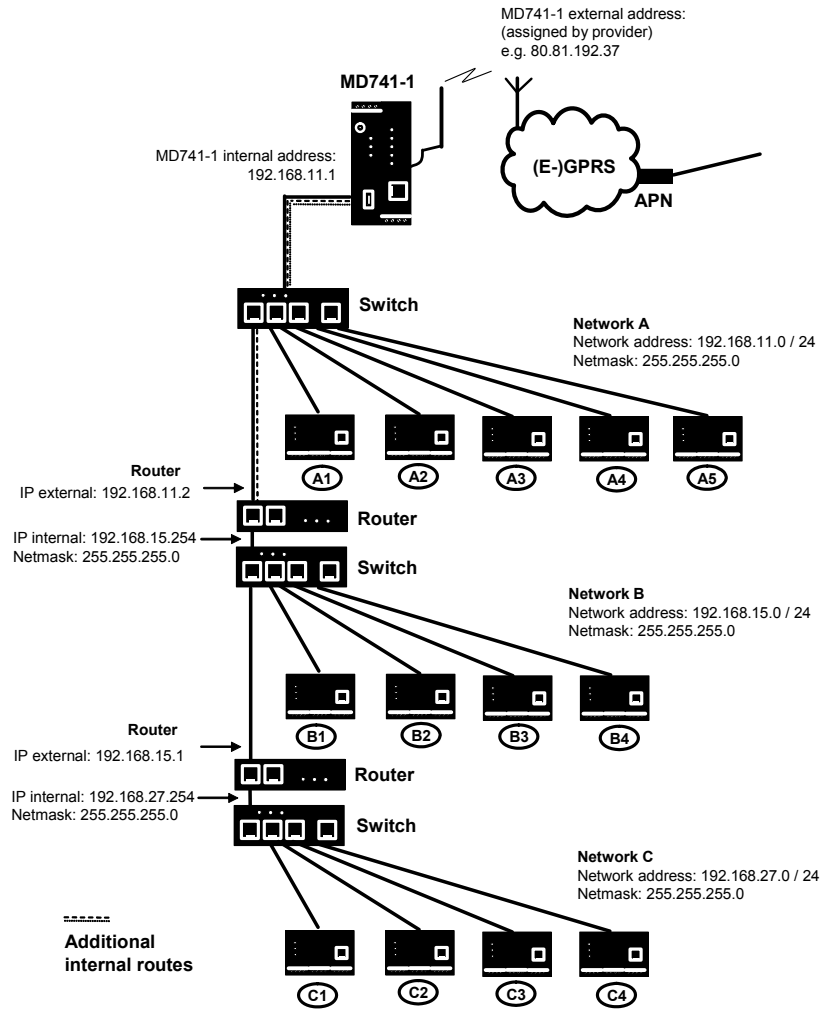 MD741-1 external address:
(assigned by provider)
e.g. 80.81.192.37
MD741-1
MD741-1 internal address:
192.168.11.1
(E-)GPRS
APN
Switch
Network A
Network address: 192.168.11.0 / 24
Netmask: 255.255.255.0
A1
A2
A3
A4
A5
Router
IP external: 192.168.11.2
Router
IP internal: 192.168.15.254
Netmask: 255.255.255.0
Switch
Network B
Network address: 192.168.15.0 / 24
Netmask: 255.255.255.0
B1
B2
B3
B4
Router
IP external: 192.168.15.1
Router
IP internal: 192.168.27.254
Netmask: 255.255.255.0
Switch
Network C
Network address: 192.168.27.0 / 24
Netmask: 255.255.255.0
Additional
internal routes
C1
C2
C3
C4